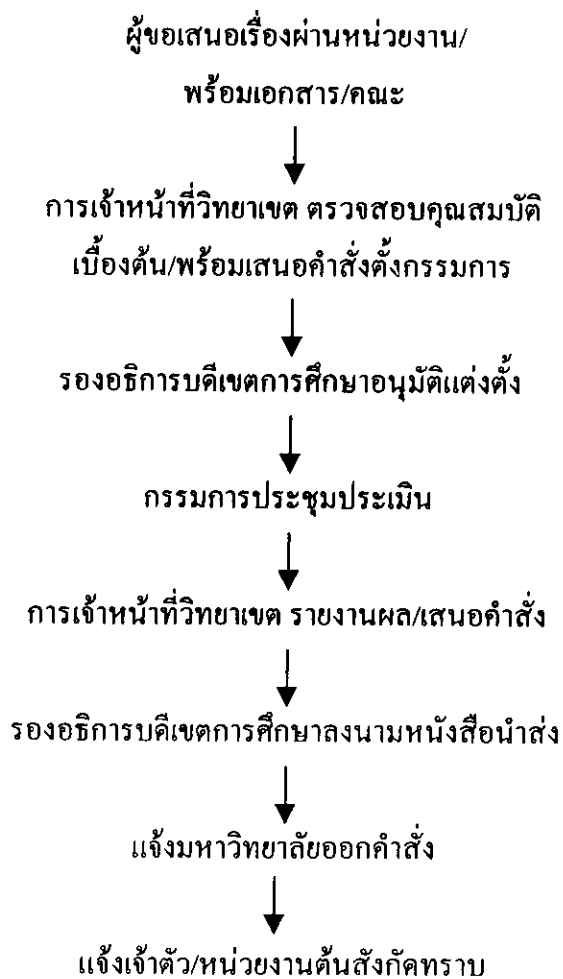 ผู้ขอเสนอเรื่องผ่านหน่วยงาน/
พร้อมเอกสาร/คณะ
การเจ้าหน้าที่วิทยาเขต ตรวจสอบคุณสมบัติ
เบื้องต้น/พร้อมเสนอคำสั่งตั้งกรรมการ
รองอธิการบดีเขตการศึกษาอนุมัติแต่งตั้ง
กรรมการประชุมประเมิน
การเจ้าหน้าที่วิทยาเขต รายงานผล/เสนอคำสั่ง
รองอธิการบดีเขตการศึกษาลงนามหนังสือนำส่ง
แจ้งมหาวิทยาลัยออกคำสั่ง
แจ้งเจ้าตัว/หน่วยงานต้นสังกัดทราบ